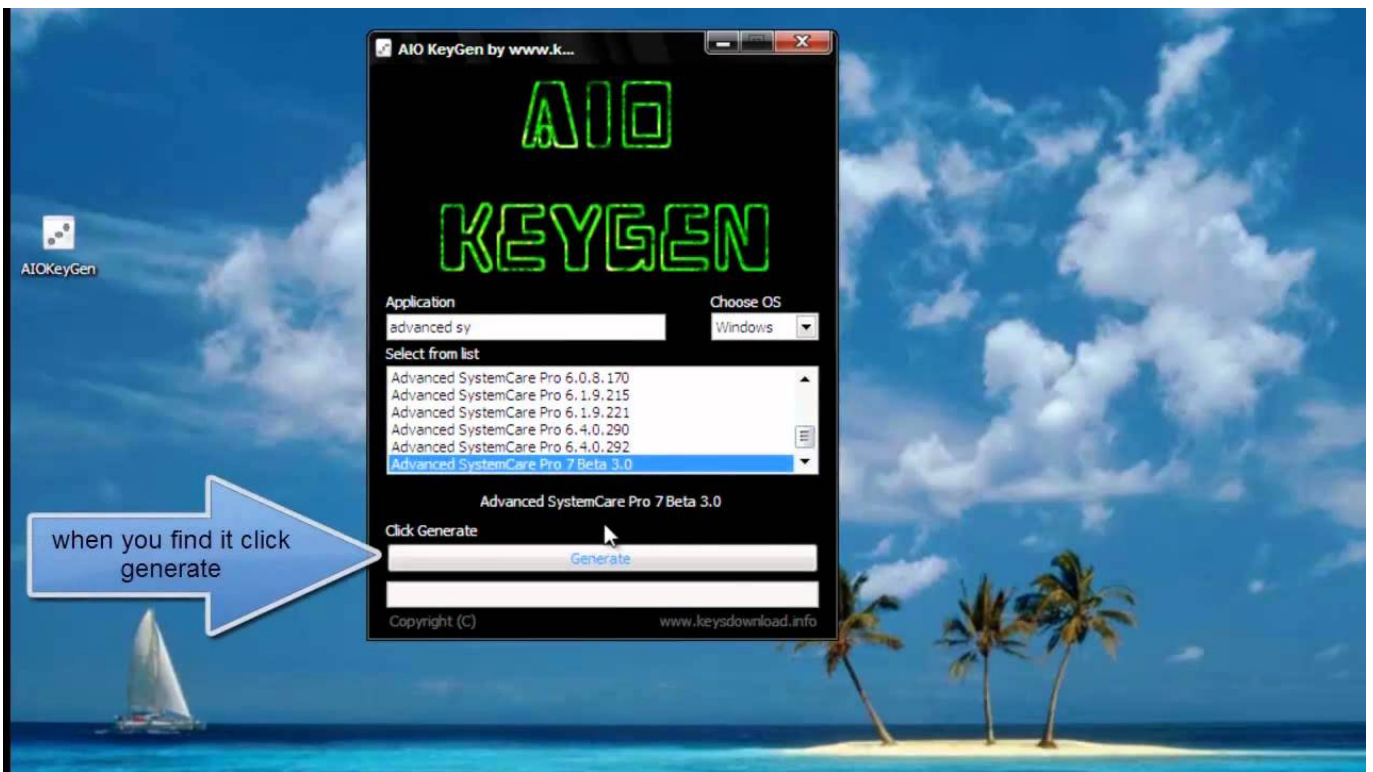 AIO KeyGen by www.k...
AIO
KEYGEN
AIOKeyGen
Application
Choose OS
advanced sy
Windows
Select from list
Advanced SystemCare Pro 6.0.8.170
Advanced SystemCare Pro 6.1.9.215
Advanced SystemCare Pro 6.1.9.221
Advanced SystemCare Pro 6.4.0.290
Advanced SystemCare Pro 6.4.0.292
Advanced SystemCare Pro 7 Beta 3.0
Advanced SystemCare Pro 7 Beta 3.0
Click Generate
when you find it click
generate
Generate
Copyright (C)
www.keysdownload.info